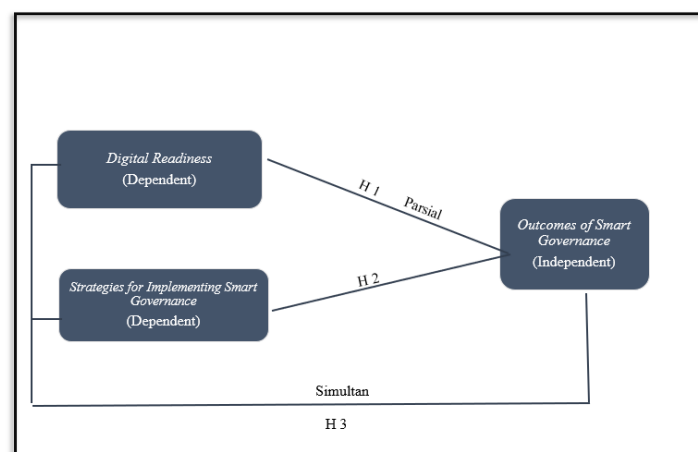 Digital Readiness
(Dependent)
H 1
Parsial
Outcomes of Smart
Governance
(Independent)
Strategies for Implementing Smart
Governance
(Dependent)
H 2
Simultan
H 3